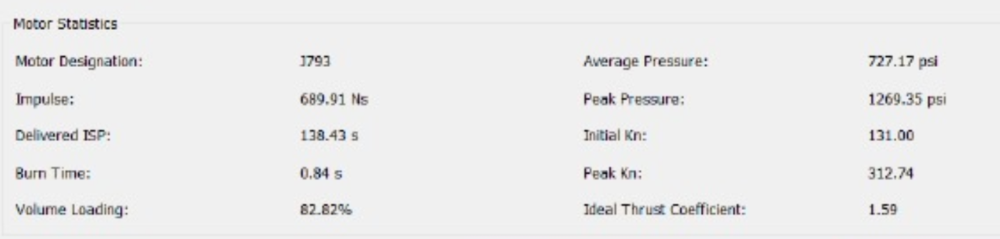 Motor Statistics
Motor Designation: J793 Average Pressure: 727.17 psi
Impulse: 689.91 Ns Peak Pressure: 1269.35 psi
Delivered ISP: 138.43 s Initial Kn: 131.00
Burn Time: 0.84 s Peak Kn: 312.74
Volume Loading: 82.82% Ideal Thrust Coefficient: 1.59